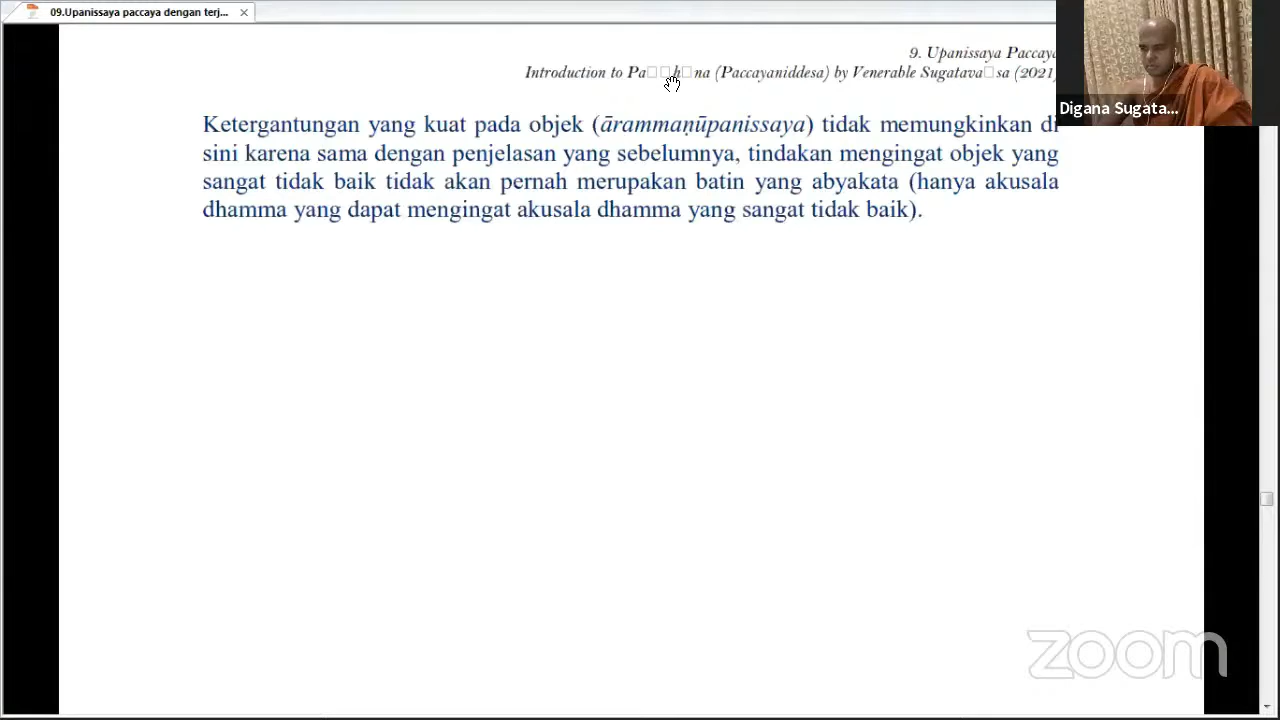 09.Upanissaya paccaya dengan terj...
9. Upanissaya Paccaya
Introduction to Pa□□h□na (Paccayaniddesa) by Venerable Sugatava□sa (2021)
Digana Sugata...
Ketergantungan yang kuat pada objek (ārammaṇūpanissaya) tidak memungkinkan di
sini karena sama dengan penjelasan yang sebelumnya, tindakan mengingat objek yang
sangat tidak baik tidak akan pernah merupakan batin yang abyakata (hanya akusala
dhamma yang dapat mengingat akusala dhamma yang sangat tidak baik).
zoom